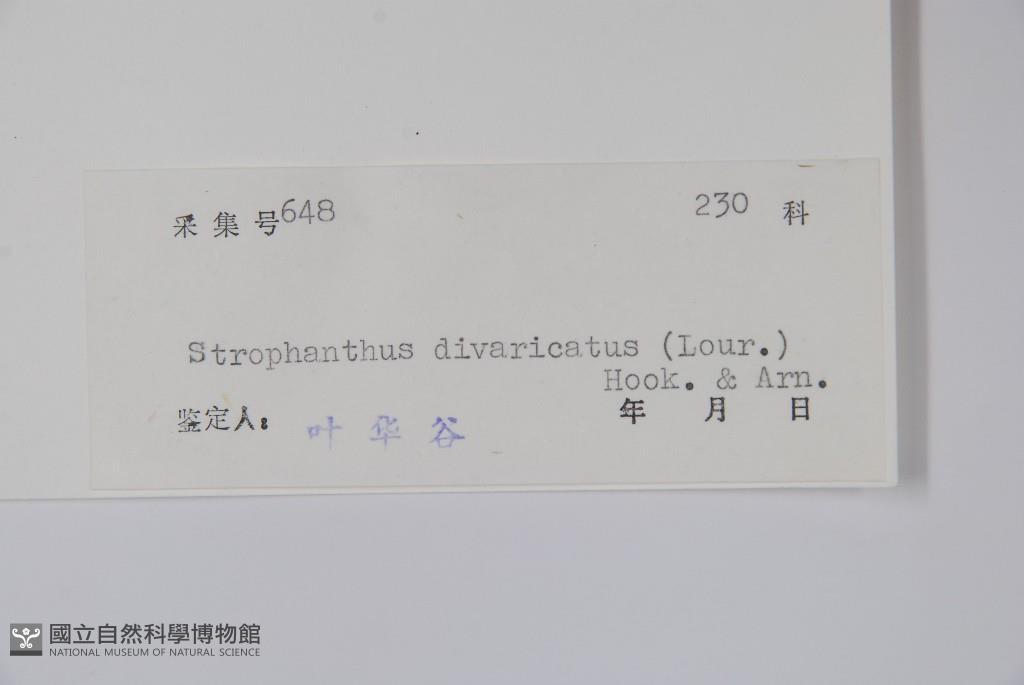 采集号648 230 科
Strophanthus divaricatus (Lour.)
Hook. & Arn.
鉴定人: 叶华谷 年 月 日
國立自然科學博物館
NATIONAL MUSEUM OF NATURAL SCIENCE